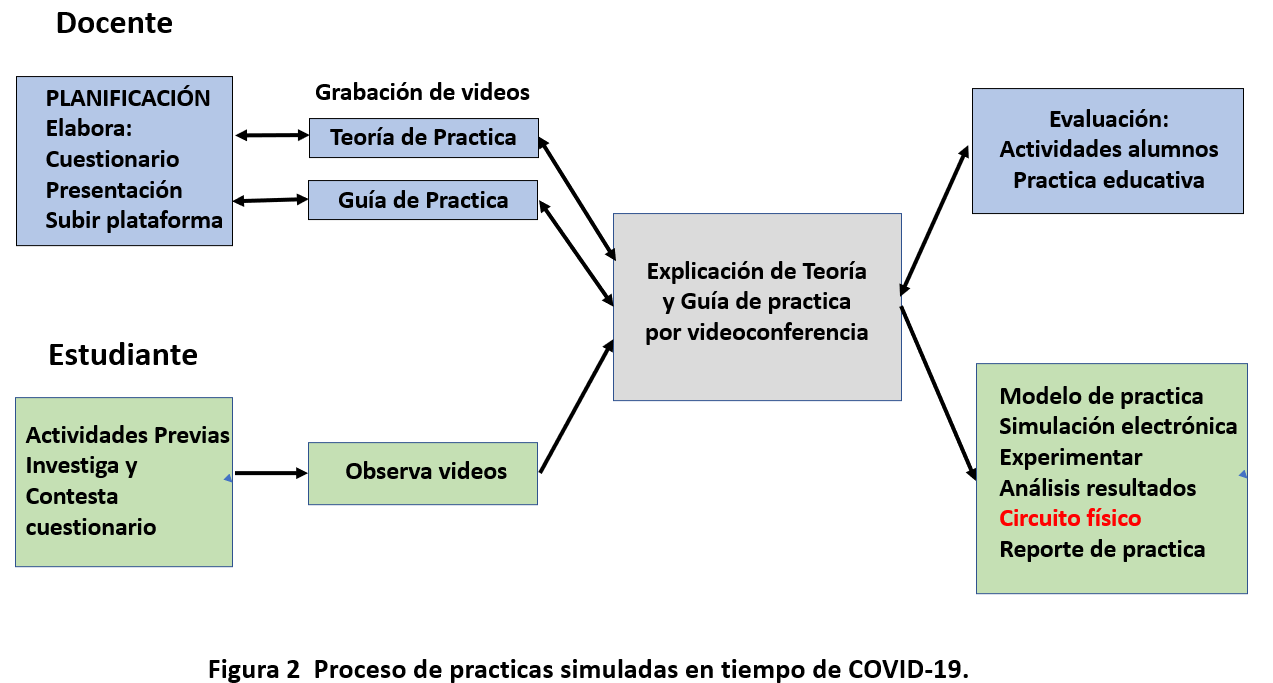 Docente
PLANIFICACIÓN
Elabora:
Cuestionario
Presentación
Subir plataforma
Grabación de videos
Teoría de Practica
Guía de Practica
Explicación de Teoría
y Guía de practica
por videoconferencia
Evaluación:
Actividades alumnos
Practica educativa
Estudiante
Actividades Previas
Investiga y
Contesta
cuestionario
Observa videos
Modelo de practica
Simulación electrónica
Experimentar
Análisis resultados
Circuito físico
Reporte de practica
Figura 2 Proceso de practicas simuladas en tiempo de COVID-19.